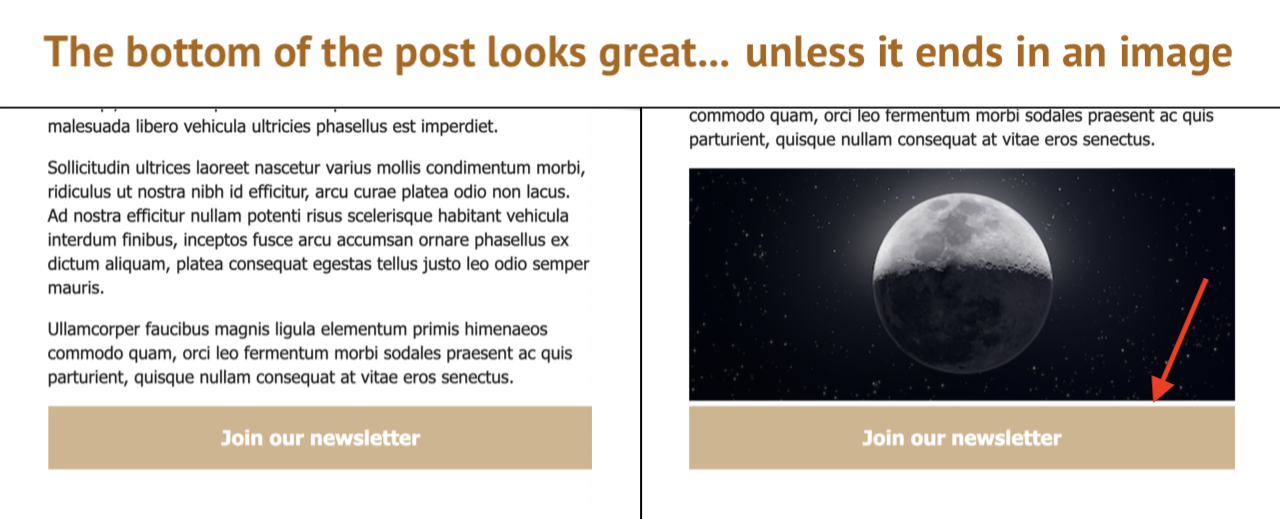 The bottom of the post looks great... unless it ends in an image
malesuada libero vehicula ultricies phasellus est imperdiet.
Sollicitudin ultrices laoreet nascetur varius mollis condimentum morbi,
ridiculus ut nostra nibh id efficitur, arcu curae platea odio non lacus.
Ad nostra efficitur nullam potenti risus scelerisque habitant vehicula
interdum finibus, inceptos fusce arcu accumsan ornare phasellus ex
dictum aliquam, platea consequat egestas tellus justo leo odio semper
mauris.
Ullamcorper faucibus magnis ligula elementum primis himenaeos
commodo quam, orci leo fermentum morbi sodales praesent ac quis
parturient, quisque nullam consequat at vitae eros senectus.
Join our newsletter
commodo quam, orci leo fermentum morbi sodales praesent ac quis
parturient, quisque nullam consequat at vitae eros senectus.
Join our newsletter